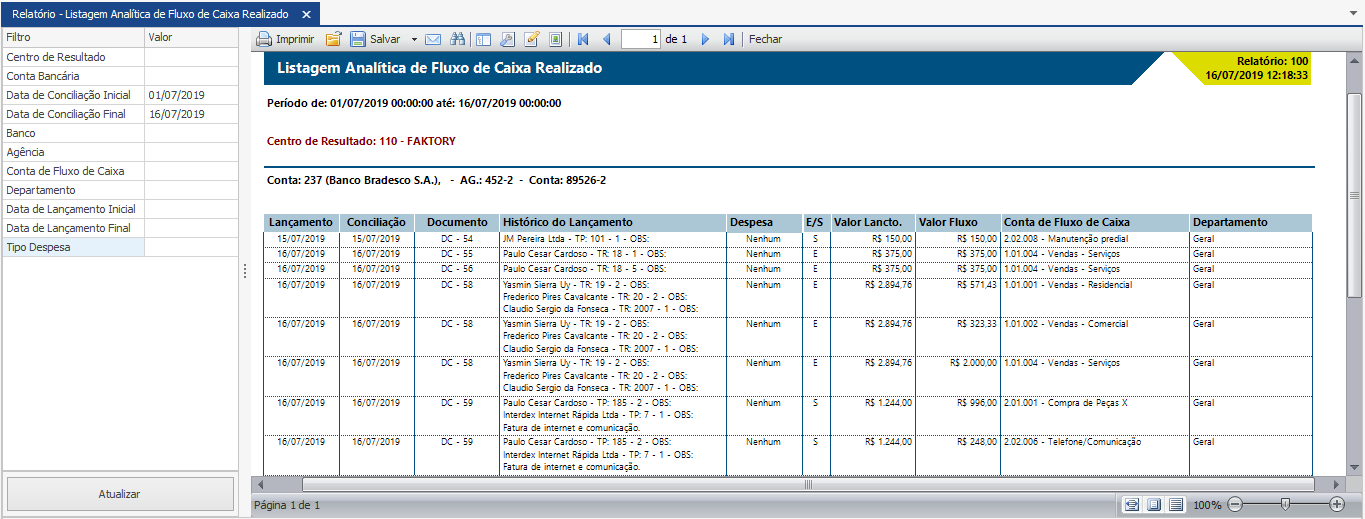 Relatório - Listagem Analítica de Fluxo de Caixa Realizado
Filtro Valor
Centro de Resultado
Conta Bancária
Data de Conciliação Inicial 01/07/2019
Data de Conciliação Final 16/07/2019
Banco
Agência
Conta de Fluxo de Caixa
Departamento
Data de Lançamento Inicial
Data de Lançamento Final
Tipo Despesa
Atualizar
Imprimir Salvar 1 de 1 Fechar
Listagem Analítica de Fluxo de Caixa Realizado
Relatório: 100
16/07/2019 12:18:33
Período de: 01/07/2019 00:00:00 até: 16/07/2019 00:00:00
Centro de Resultado: 110 - FAKTORY
Conta: 237 (Banco Bradesco S.A.), - AG.: 452-2 - Conta: 89526-2
Lançamento Conciliação Documento Histórico do Lançamento Despesa E/S Valor Lancto. Valor Fluxo Conta de Fluxo de Caixa Departamento
15/07/2019 15/07/2019 DC - 54 JM Pereira Ltda - TP: 101 - 1 - OBS: Nenhum S R$ 150,00 R$ 150,00 2.02.008 - Manutenção predial Geral
16/07/2019 16/07/2019 DC - 55 Paulo Cesar Cardoso - TR: 18 - 1 - OBS: Nenhum E R$ 375,00 R$ 375,00 1.01.004 - Vendas - Serviços Geral
16/07/2019 16/07/2019 DC - 56 Paulo Cesar Cardoso - TR: 18 - 5 - OBS: Nenhum E R$ 375,00 R$ 375,00 1.01.004 - Vendas - Serviços Geral
16/07/2019 16/07/2019 DC - 58 Yasmin Sierra Uy - TR: 19 - 2 - OBS: Nenhum E R$ 2.894,76 R$ 571,43 1.01.001 - Vendas - Residencial Geral
Frederico Pires Cavalcante - TR: 20 - 2 - OBS:
Claudio Sergio da Fonseca - TR: 2007 - 1 - OBS:
16/07/2019 16/07/2019 DC - 58 Yasmin Sierra Uy - TR: 19 - 2 - OBS: Nenhum E R$ 2.894,76 R$ 323,33 1.01.002 - Vendas - Comercial Geral
Frederico Pires Cavalcante - TR: 20 - 2 - OBS:
Claudio Sergio da Fonseca - TR: 2007 - 1 - OBS:
16/07/2019 16/07/2019 DC - 58 Yasmin Sierra Uy - TR: 19 - 2 - OBS: Nenhum E R$ 2.894,76 R$ 2.000,00 1.01.004 - Vendas - Serviços Geral
Frederico Pires Cavalcante - TR: 20 - 2 - OBS:
Claudio Sergio da Fonseca - TR: 2007 - 1 - OBS:
16/07/2019 16/07/2019 DC - 59 Paulo Cesar Cardoso - TP: 185 - 2 - OBS: Nenhum S R$ 1.244,00 R$ 996,00 2.01.001 - Compra de Peças X Geral
Interdex Internet Rápida Ltda - TP: 7 - 1 - OBS:
Fatura de internet e comunicação.
16/07/2019 16/07/2019 DC - 59 Paulo Cesar Cardoso - TP: 185 - 2 - OBS: Nenhum S R$ 1.244,00 R$ 248,00 2.02.006 - Telefone/Comunicação Geral
Interdex Internet Rápida Ltda - TP: 7 - 1 - OBS:
Fatura de internet e comunicação.
Página 1 de 1 100%